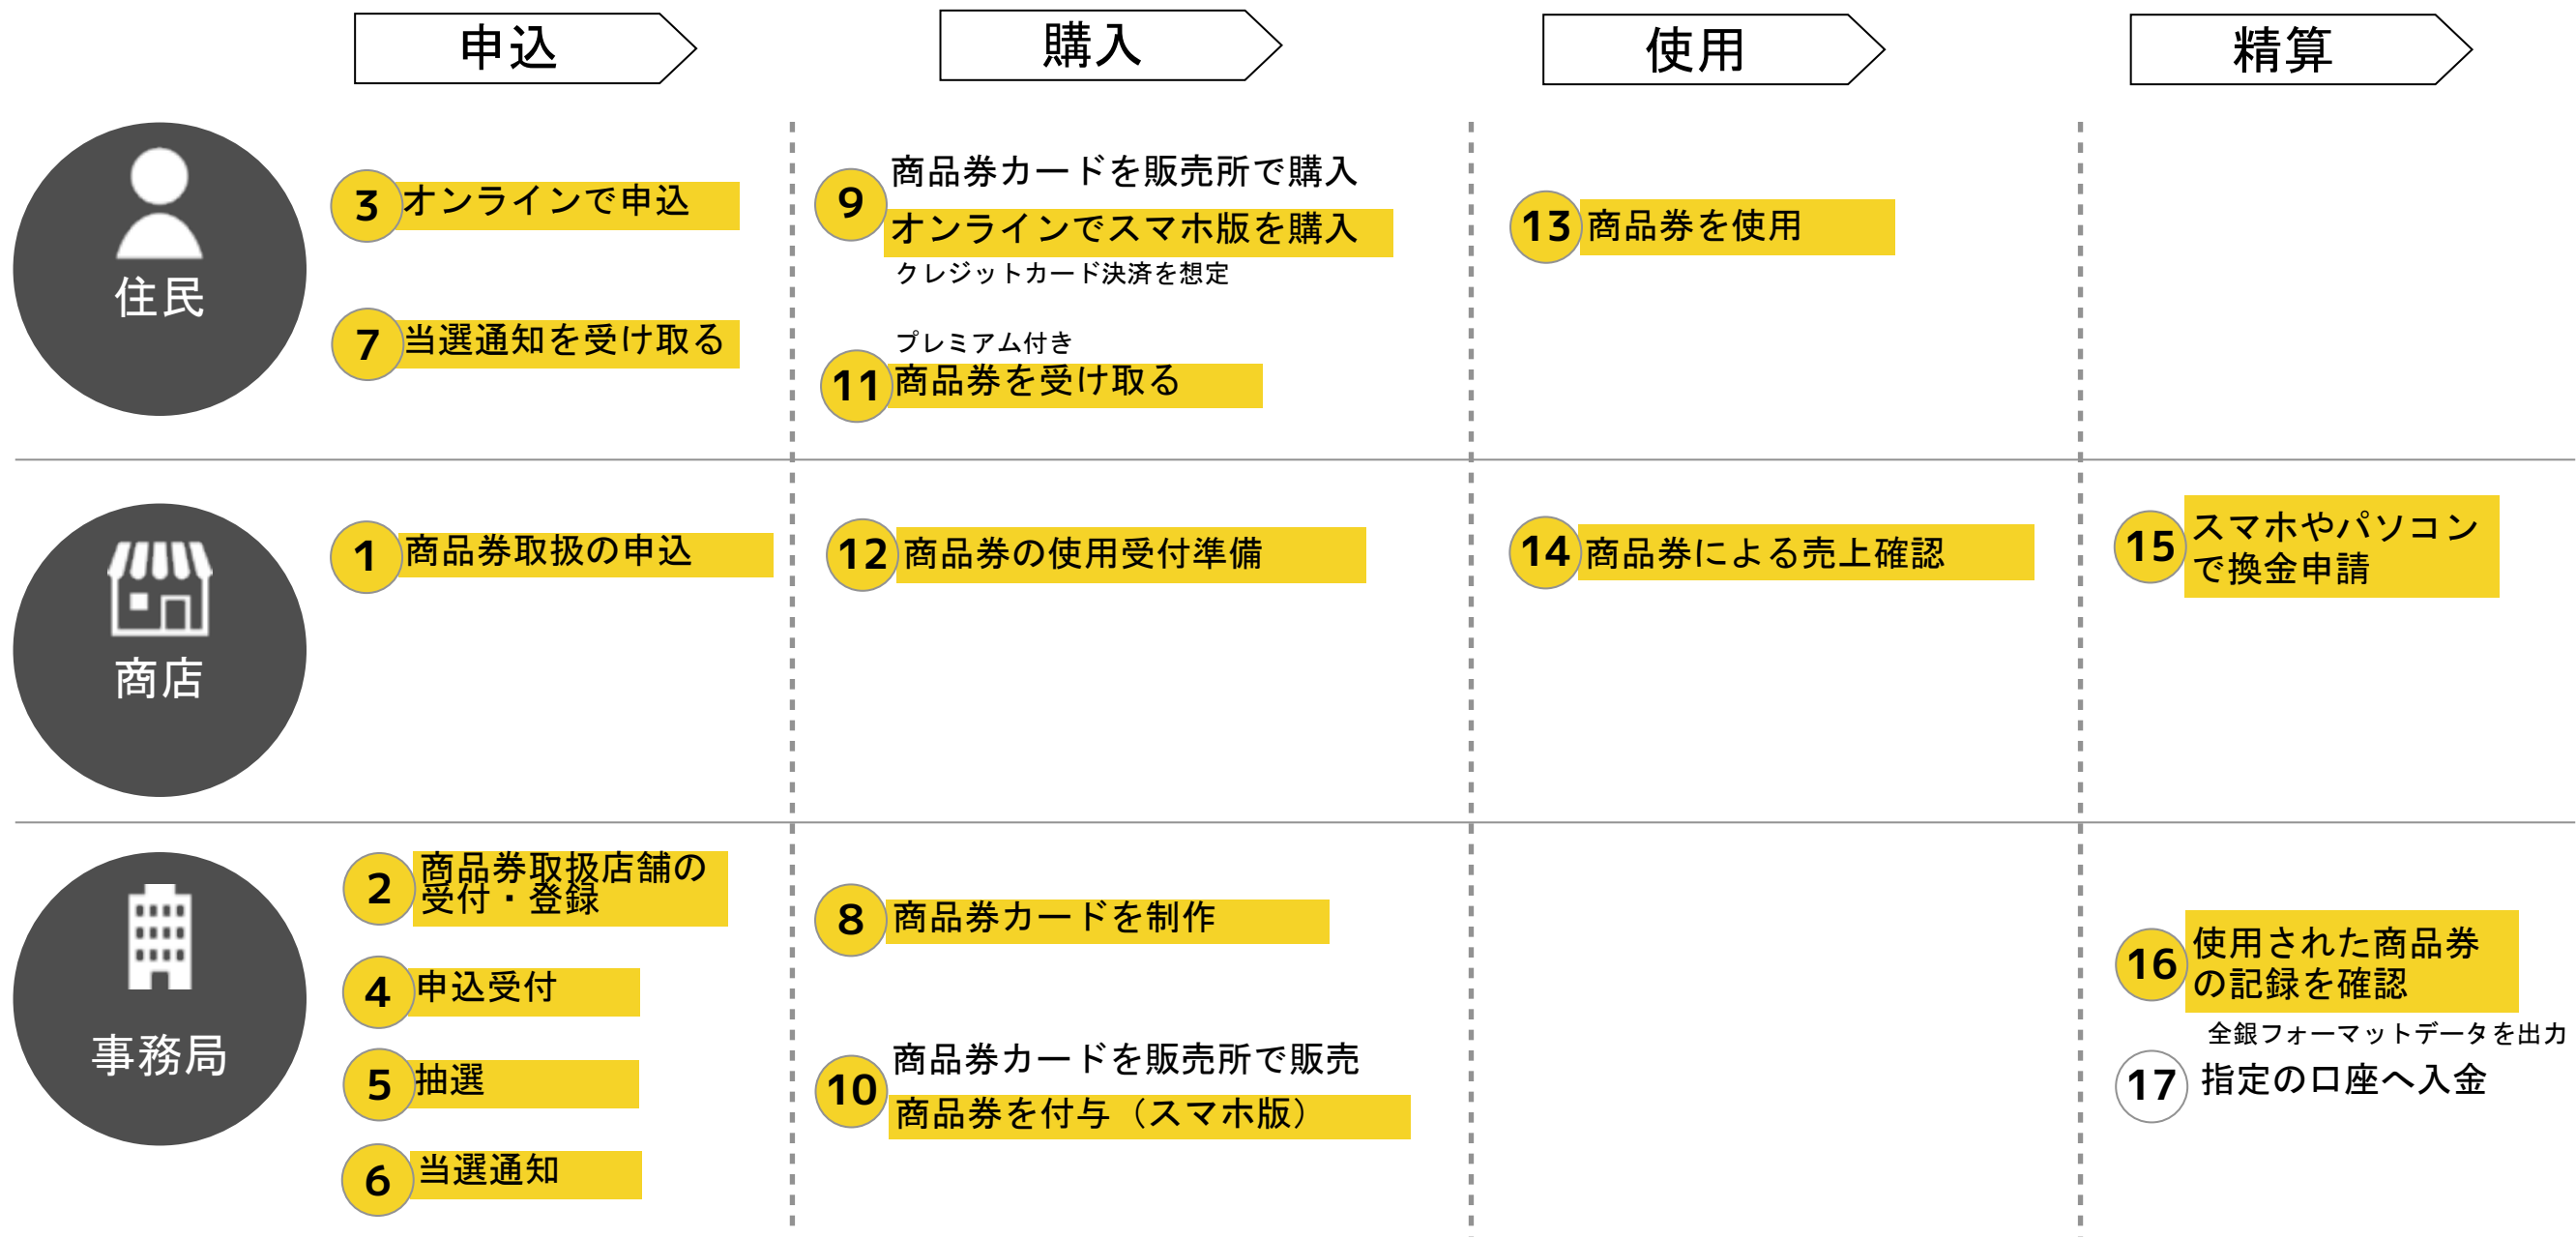 申込
購入
使用
精算
住民
3 オンラインで申込
7 当選通知を受け取る
9 商品券カードを販売所で購入
オンラインでスマホ版を購入
クレジットカード決済を想定
プレミアム付き
11 商品券を受け取る
13 商品券を使用
商店
1 商品券取扱の申込
12 商品券の使用受付準備
14 商品券による売上確認
15 スマホやパソコン
で換金申請
事務局
2 商品券取扱店舗の
受付・登録
4 申込受付
5 抽選
6 当選通知
8 商品券カードを制作
10 商品券カードを販売所で販売
商品券を付与（スマホ版）
16 使用された商品券
の記録を確認
全銀フォーマットデータを出力
17 指定の口座へ入金